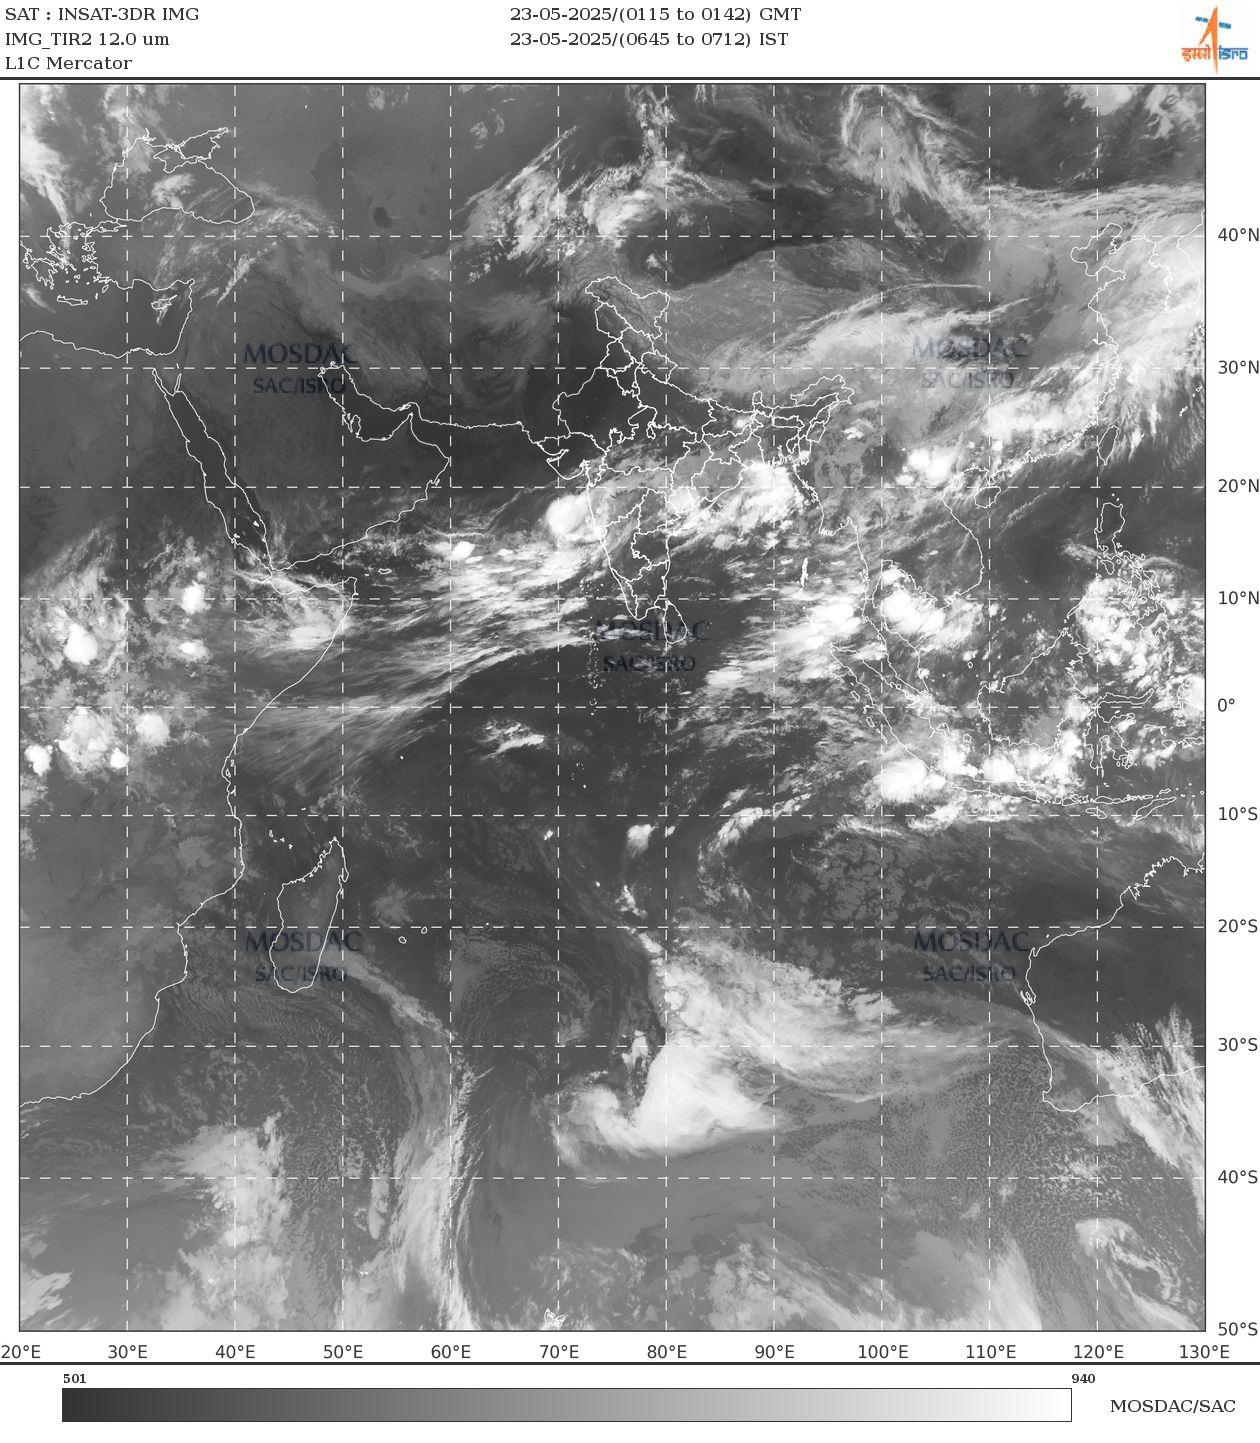 SAT : INSAT-3DR IMG
23-05-2025/(0115 to 0142) GMT
IMG_TIR2 12.0 um
23-05-2025/(0645 to 0712) IST
L1C Mercator
इसरो isro
40°N
MOSDAC
SAC/ISRO
MOSDAC
SAC/ISRO
30°N
20°N
10°N
MOSDAC
SAC/ISRO
0°
10°S
20°S
MOSDAC
SAC/ISRO
MOSDAC
SAC/ISRO
30°S
40°S
50°S
20°E 30°E 40°E 50°E 60°E 70°E 80°E 90°E 100°E 110°E 120°E 130°E
501 940
MOSDAC/SAC